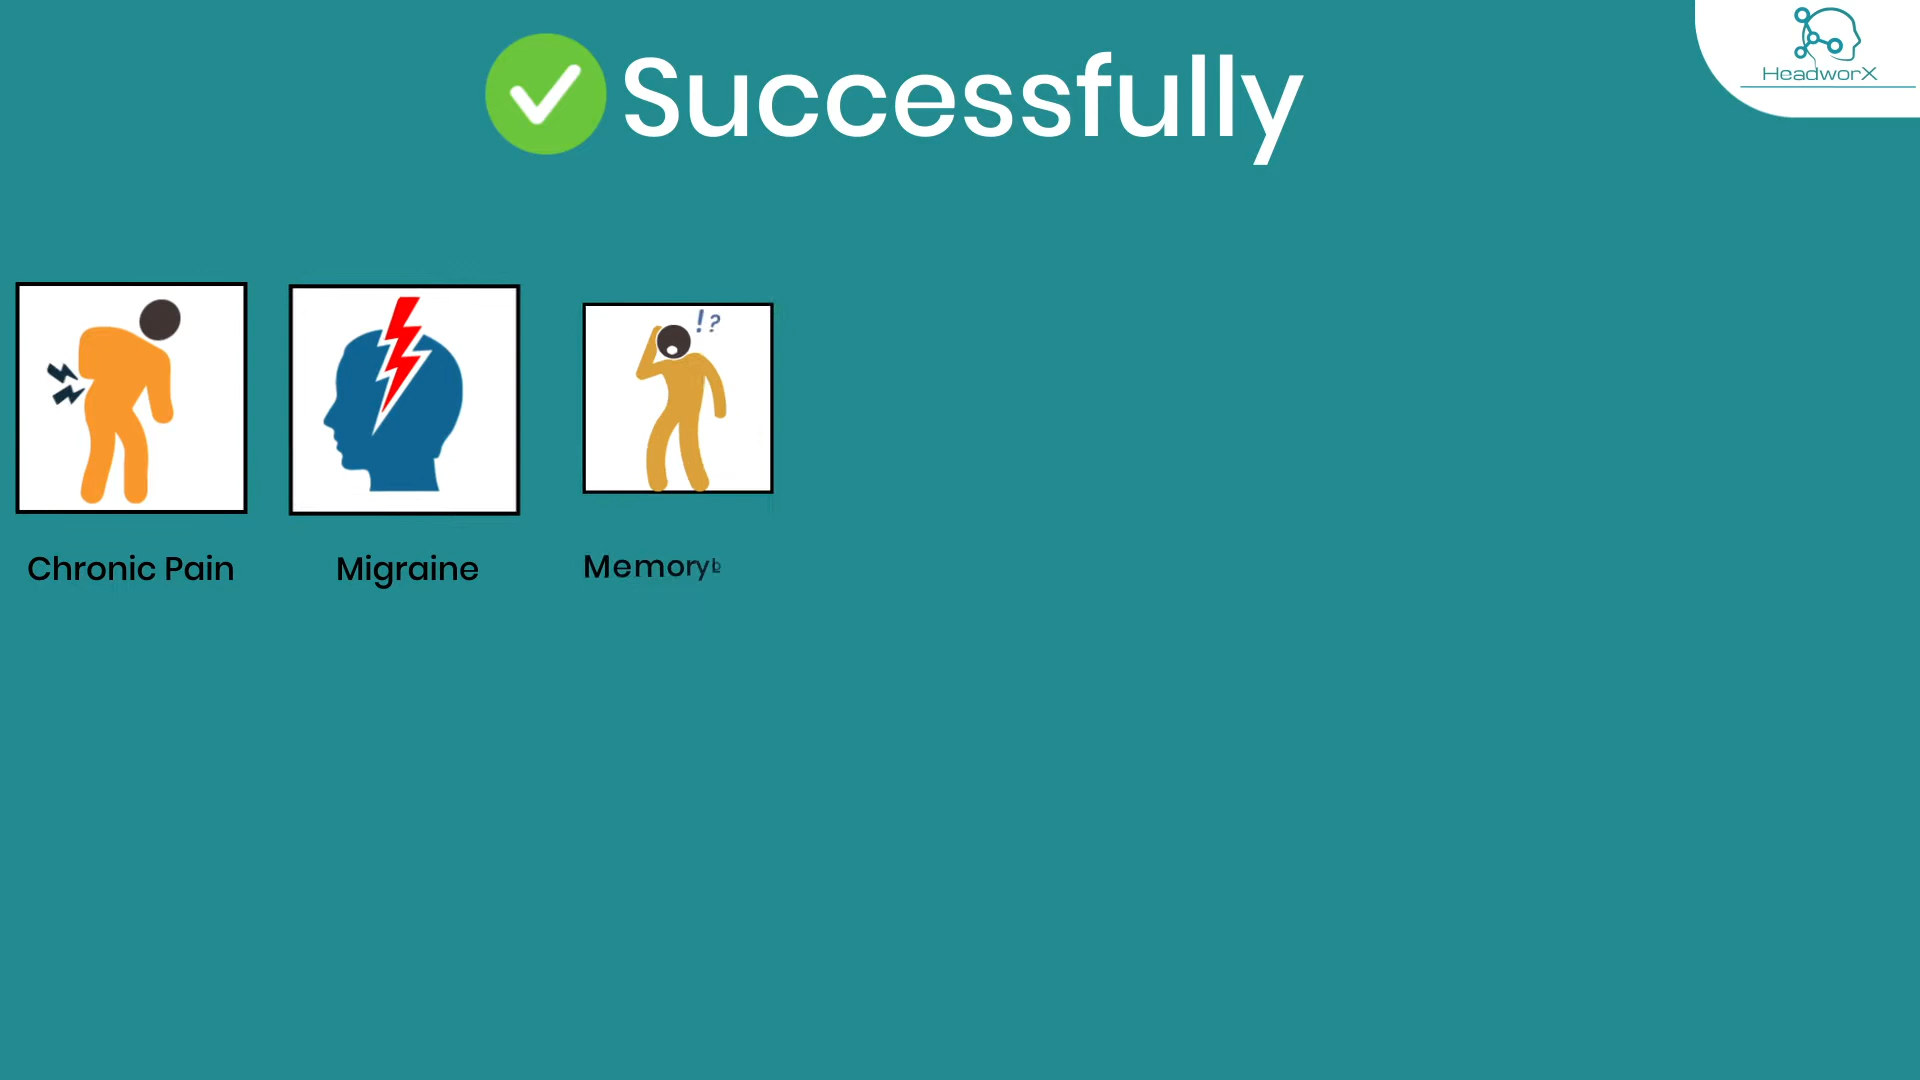 Successfully
HeadworX
! ?
Chronic Pain
Migraine
Memory